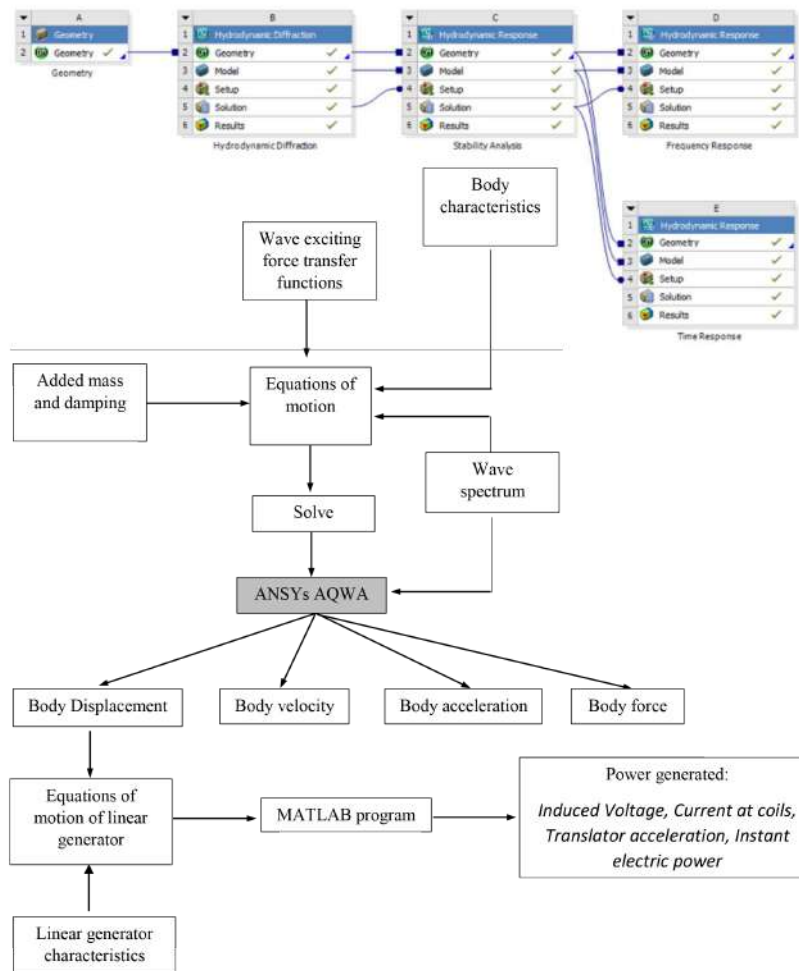 A
1 Geometry
2 Geometry
Geometry
B
1 Hydrodynamic Diffraction
2 Geometry
3 Model
4 Setup
5 Solution
6 Results
Hydrodynamic Diffraction
C
1 Hydrodynamic Response
2 Geometry
3 Model
4 Setup
5 Solution
6 Results
Stability Analysis
D
1 Hydrodynamic Response
2 Geometry
3 Model
4 Setup
5 Solution
6 Results
Frequency Response
E
1 Hydrodynamic Response
2 Geometry
3 Model
4 Setup
5 Solution
6 Results
Time Response
Body
characteristics
Wave exciting
force transfer
functions
Added mass
and damping
Equations of
motion
Wave
spectrum
Solve
ANSYs AQWA
Body Displacement
Body velocity
Body acceleration
Body force
Equations of
motion of linear
generator
MATLAB program
Power generated:
Induced Voltage, Current at coils,
Translator acceleration, Instant
electric power
Linear generator
characteristics